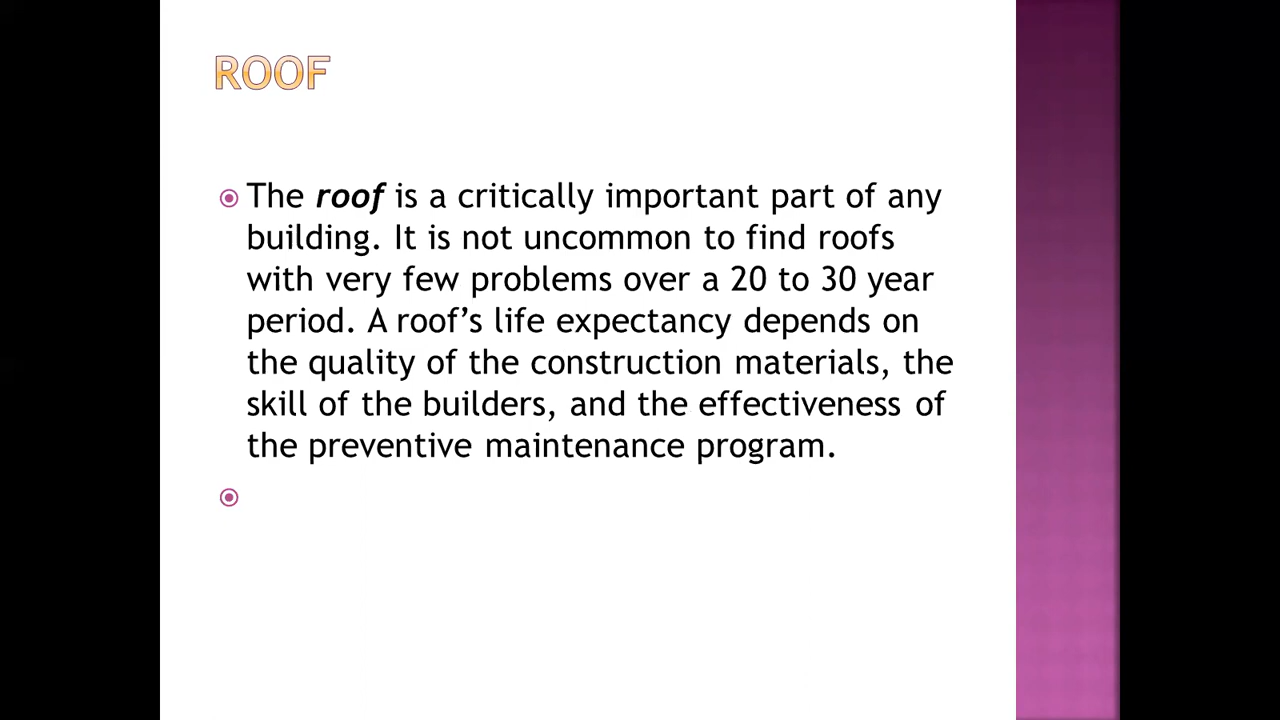 ROOF
The roof is a critically important part of any
building. It is not uncommon to find roofs
with very few problems over a 20 to 30 year
period. A roof’s life expectancy depends on
the quality of the construction materials, the
skill of the builders, and the effectiveness of
the preventive maintenance program.